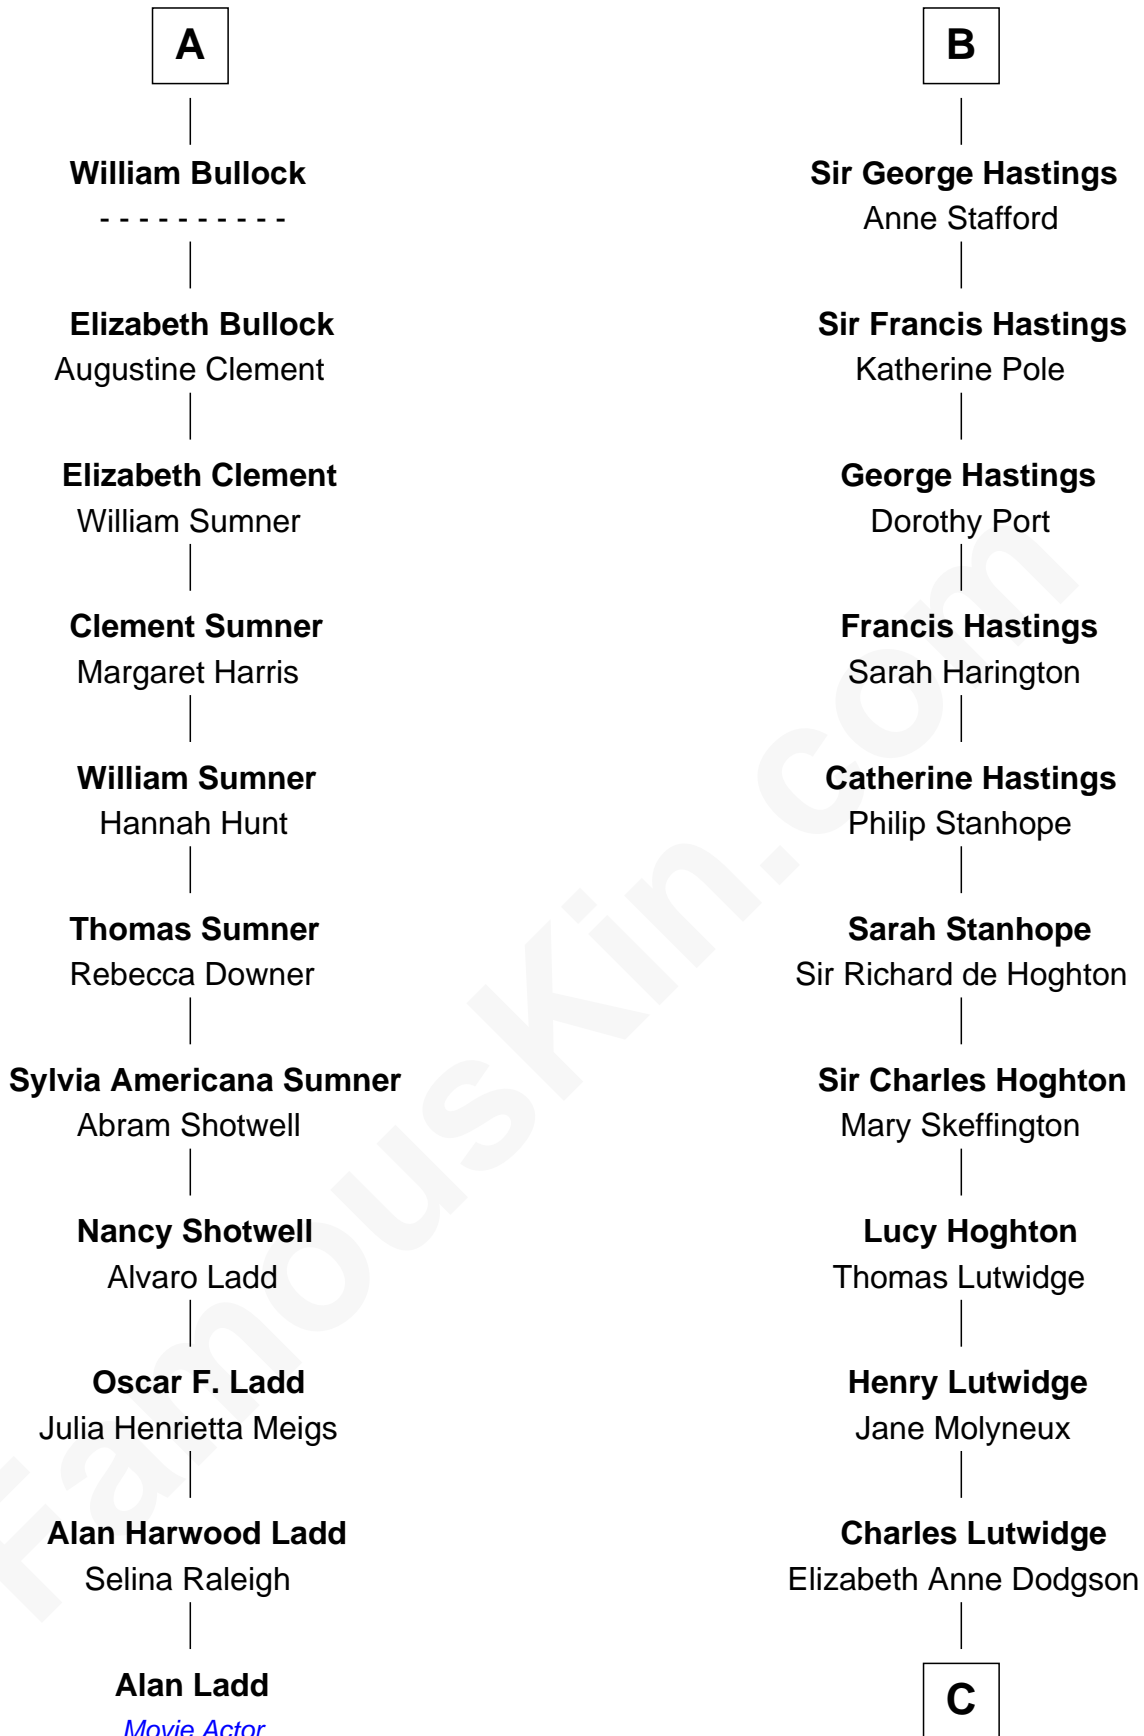 A
William Bullock
- - - - - - - - - -
Elizabeth Bullock
Augustine Clement
Elizabeth Clement
William Sumner
Clement Sumner
Margaret Harris
William Sumner
Hannah Hunt
Thomas Sumner
Rebecca Downer
Sylvia Americana Sumner
Abram Shotwell
Nancy Shotwell
Alvaro Ladd
Oscar F. Ladd
Julia Henrietta Meigs
Alan Harwood Ladd
Selina Raleigh
Alan Ladd
Movie Actor
B
Sir George Hastings
Anne Stafford
Sir Francis Hastings
Katherine Pole
George Hastings
Dorothy Port
Francis Hastings
Sarah Harington
Catherine Hastings
Philip Stanhope
Sarah Stanhope
Sir Richard de Hoghton
Sir Charles Hoghton
Mary Skeffington
Lucy Hoghton
Thomas Lutwidge
Henry Lutwidge
Jane Molyneux
Charles Lutwidge
Elizabeth Anne Dodgson
C
FamousKin.com